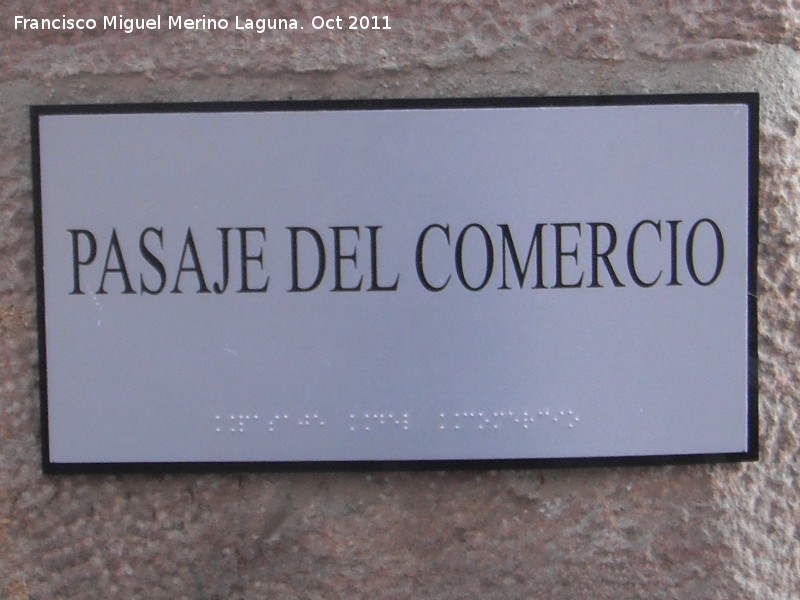 Francisco Miguel Merino Laguna. Oct 2011
PASAJE DEL COMERCIO